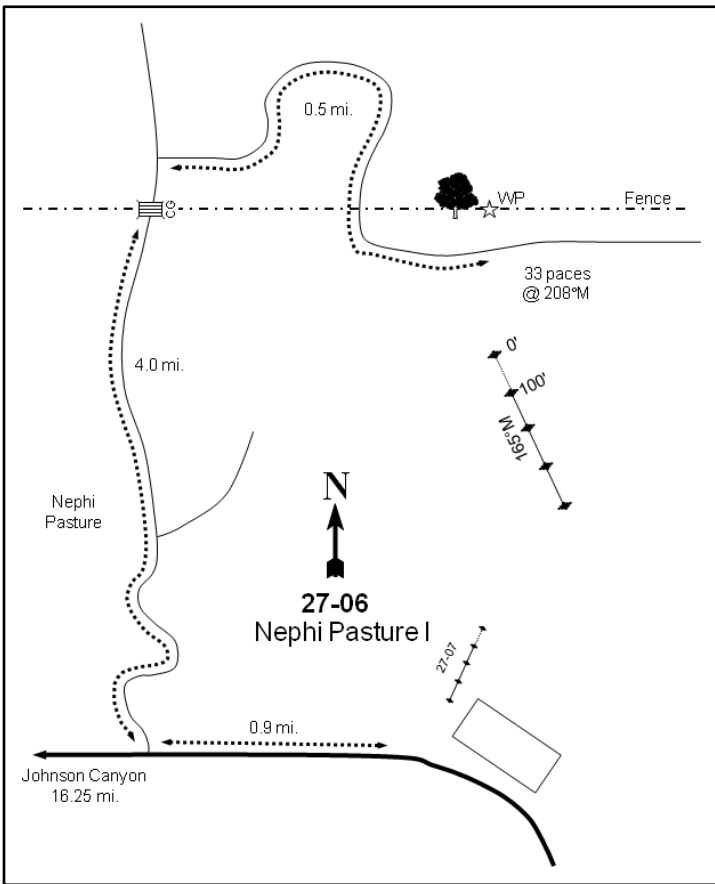 0.5 mi.
WP
Fence
CG
33 paces
@ 208°M
0'
100'
165°M
4.0 mi.
Nephi
Pasture
N
27-06
Nephi Pasture I
27-07
0.9 mi.
Johnson Canyon
16.25 mi.